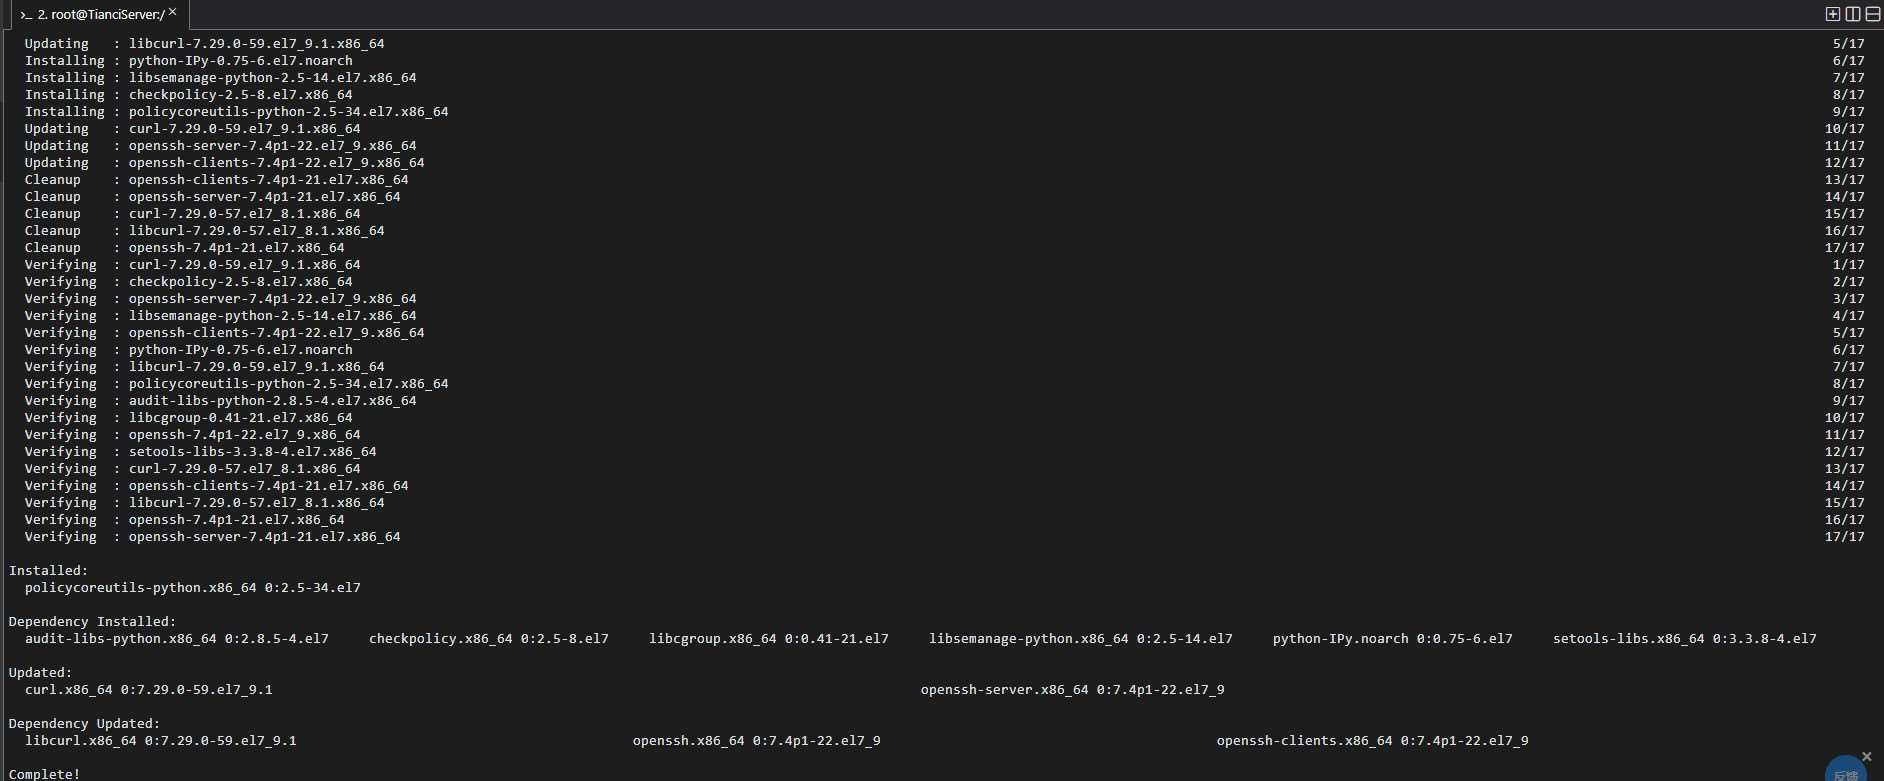 2. root@TianciServer:/
Updating   : libcurl-7.29.0-59.el7_9.1.x86_64 5/17
Installing : python-IPy-0.75-6.el7.noarch 6/17
Installing : libsemanage-python-2.5-14.el7.x86_64 7/17
Installing : checkpolicy-2.5-8.el7.x86_64 8/17
Installing : policycoreutils-python-2.5-34.el7.x86_64 9/17
Updating   : curl-7.29.0-59.el7_9.1.x86_64 10/17
Updating   : openssh-server-7.4p1-22.el7_9.x86_64 11/17
Updating   : openssh-clients-7.4p1-22.el7_9.x86_64 12/17
Cleanup    : openssh-clients-7.4p1-21.el7.x86_64 13/17
Cleanup    : openssh-server-7.4p1-21.el7.x86_64 14/17
Cleanup    : curl-7.29.0-57.el7_8.1.x86_64 15/17
Cleanup    : libcurl-7.29.0-57.el7_8.1.x86_64 16/17
Cleanup    : openssh-7.4p1-21.el7.x86_64 17/17
Verifying  : curl-7.29.0-59.el7_9.1.x86_64 1/17
Verifying  : checkpolicy-2.5-8.el7.x86_64 2/17
Verifying  : openssh-server-7.4p1-22.el7_9.x86_64 3/17
Verifying  : libsemanage-python-2.5-14.el7.x86_64 4/17
Verifying  : openssh-clients-7.4p1-22.el7_9.x86_64 5/17
Verifying  : python-IPy-0.75-6.el7.noarch 6/17
Verifying  : libcurl-7.29.0-59.el7_9.1.x86_64 7/17
Verifying  : policycoreutils-python-2.5-34.el7.x86_64 8/17
Verifying  : audit-libs-python-2.8.5-4.el7.x86_64 9/17
Verifying  : libcgroup-0.41-21.el7.x86_64 10/17
Verifying  : openssh-7.4p1-22.el7_9.x86_64 11/17
Verifying  : setools-libs-3.3.8-4.el7.x86_64 12/17
Verifying  : curl-7.29.0-57.el7_8.1.x86_64 13/17
Verifying  : openssh-clients-7.4p1-21.el7.x86_64 14/17
Verifying  : libcurl-7.29.0-57.el7_8.1.x86_64 15/17
Verifying  : openssh-7.4p1-21.el7.x86_64 16/17
Verifying  : openssh-server-7.4p1-21.el7.x86_64 17/17
Installed:
policycoreutils-python.x86_64 0:2.5-34.el7
Dependency Installed:
audit-libs-python.x86_64 0:2.8.5-4.el7 checkpolicy.x86_64 0:2.5-8.el7 libcgroup.x86_64 0:0.41-21.el7 libsemanage-python.x86_64 0:2.5-14.el7 python-IPy.noarch 0:0.75-6.el7 setools-libs.x86_64 0:3.3.8-4.el7
Updated:
curl.x86_64 0:7.29.0-59.el7_9.1 openssh-server.x86_64 0:7.4p1-22.el7_9
Dependency Updated:
libcurl.x86_64 0:7.29.0-59.el7_9.1 openssh.x86_64 0:7.4p1-22.el7_9 openssh-clients.x86_64 0:7.4p1-22.el7_9
Complete!
反馈